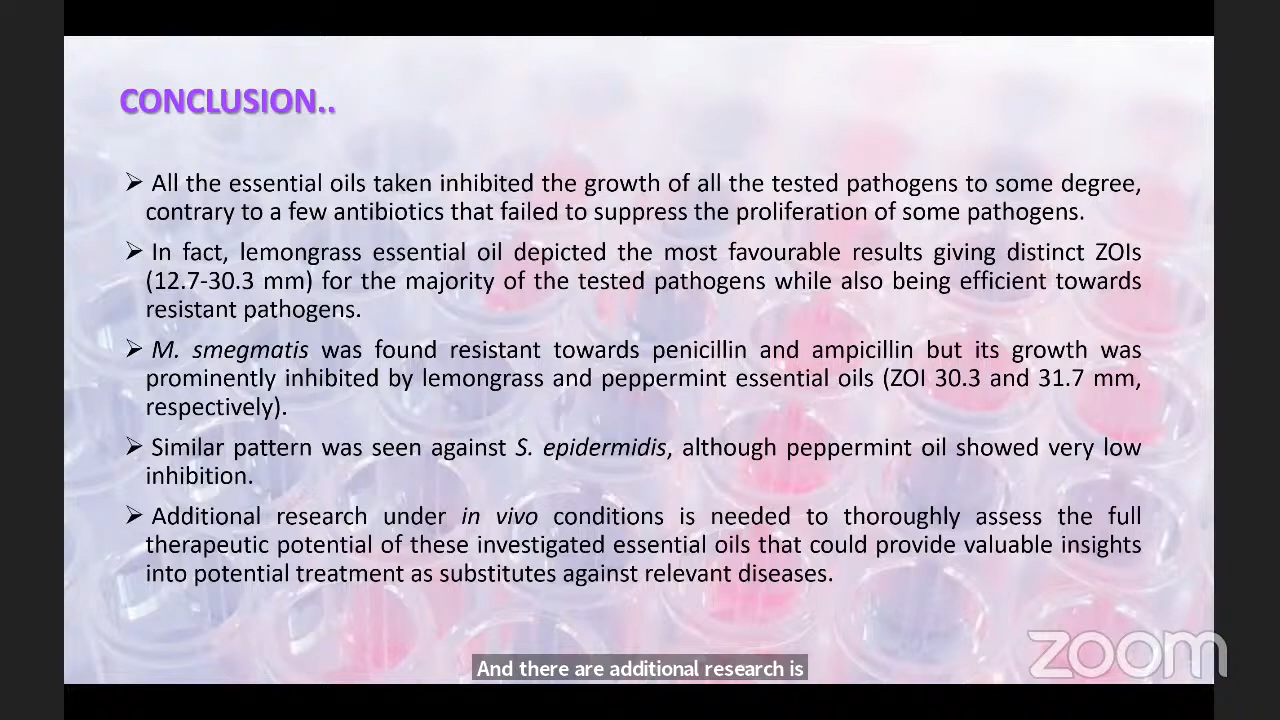 CONCLUSION..
➢ All the essential oils taken inhibited the growth of all the tested pathogens to some degree,
contrary to a few antibiotics that failed to suppress the proliferation of some pathogens.
➢ In fact, lemongrass essential oil depicted the most favourable results giving distinct ZOIs
(12.7-30.3 mm) for the majority of the tested pathogens while also being efficient towards
resistant pathogens.
➢ M. smegmatis was found resistant towards penicillin and ampicillin but its growth was
prominently inhibited by lemongrass and peppermint essential oils (ZOI 30.3 and 31.7 mm,
respectively).
➢ Similar pattern was seen against S. epidermidis, although peppermint oil showed very low
inhibition.
➢ Additional research under in vivo conditions is needed to thoroughly assess the full
therapeutic potential of these investigated essential oils that could provide valuable insights
into potential treatment as substitutes against relevant diseases.
zoom
And there are additional research is